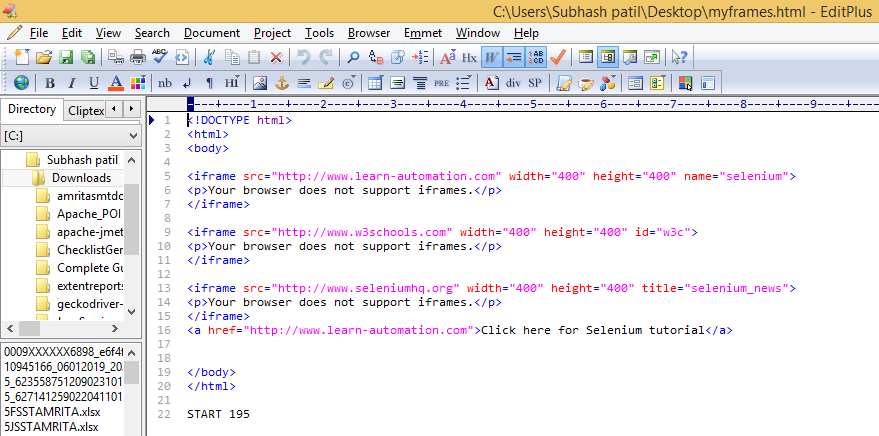 C:\Users\Subhash patil\Desktop\myframes.html - EditPlus
File Edit View Search Document Project Tools Browser Emmet Window Help
ABC Aa Hx W 1AB 2CD
B I U A nb HI © PRE A div SP
Directory Cliptex
[C:]
Subhash patil
Downloads
amritasmtdc
Apache_POI
apache-jmet
ChecklistGer
Complete Gu
extentreports
geckodriver-
0009XXXXXX6898_e6f4f
10945166_06012019_20
5_623558751209023101
5_627141259022041101
5FSSTAMRITA.xlsx
5JSSTAMRITA.xlsx
----+----1----+----2----+----3----+----4----+----5----+----6----+----7----+----8----+----9----+--
1 <!DOCTYPE html>
2 <html>
3 <body>
4
5 <iframe src="http://www.learn-automation.com" width="400" height="400" name="selenium">
6 <p>Your browser does not support iframes.</p>
7 </iframe>
8
9 <iframe src="http://www.w3schools.com" width="400" height="400" id="w3c">
10 <p>Your browser does not support iframes.</p>
11 </iframe>
12
13 <iframe src="http://www.seleniumhq.org" width="400" height="400" title="selenium_news">
14 <p>Your browser does not support iframes.</p>
15 </iframe>
16 <a href="http://www.learn-automation.com">Click here for Selenium tutorial</a>
17
18
19 </body>
20 </html>
21
22 START 195